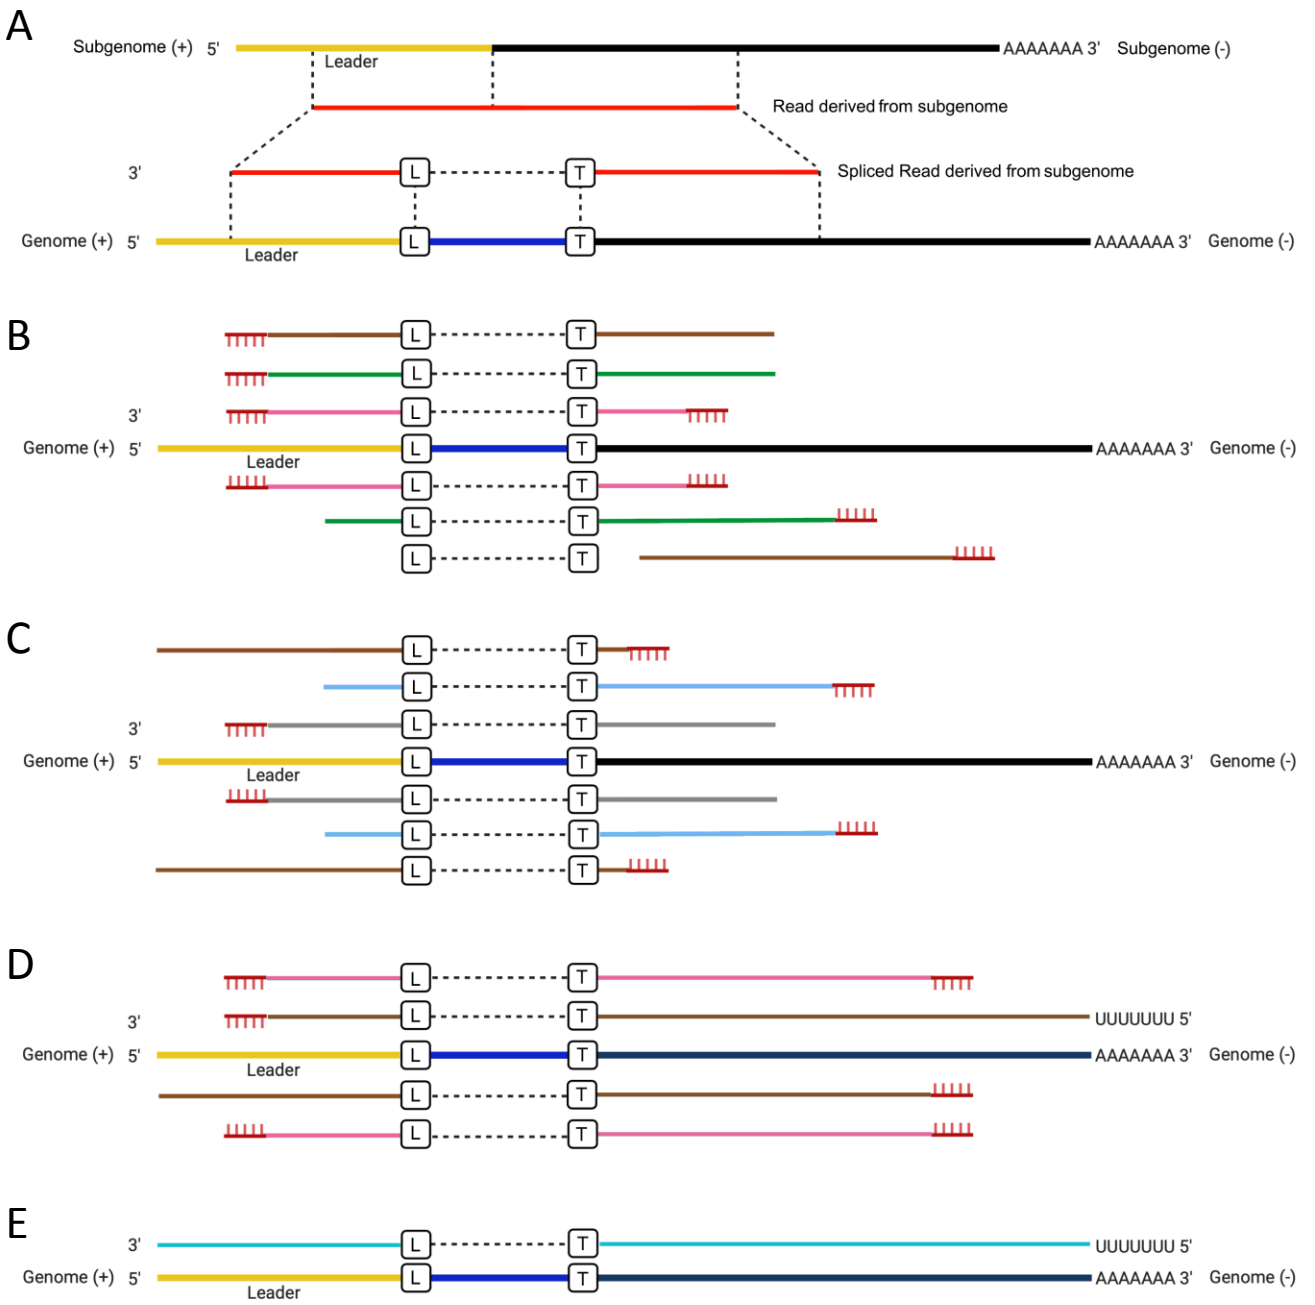 A
Subgenome (+) 5' AAAAAAA 3' Subgenome (-)
Leader
Read derived from subgenome
3' L T Spliced Read derived from subgenome
Genome (+) 5' L T AAAAAAA 3' Genome (-)
Leader
B
L T
L T
3' L T
Genome (+) 5' L T AAAAAAA 3' Genome (-)
Leader
L T
L T
L T
C
L T
L T
3' L T
Genome (+) 5' L T AAAAAAA 3' Genome (-)
Leader
L T
L T
L T
D
L T
3' L T UUUUUUU 5'
Genome (+) 5' L T AAAAAAA 3' Genome (-)
Leader
L T
L T
E
3' L T UUUUUUU 5'
Genome (+) 5' L T AAAAAAA 3' Genome (-)
Leader